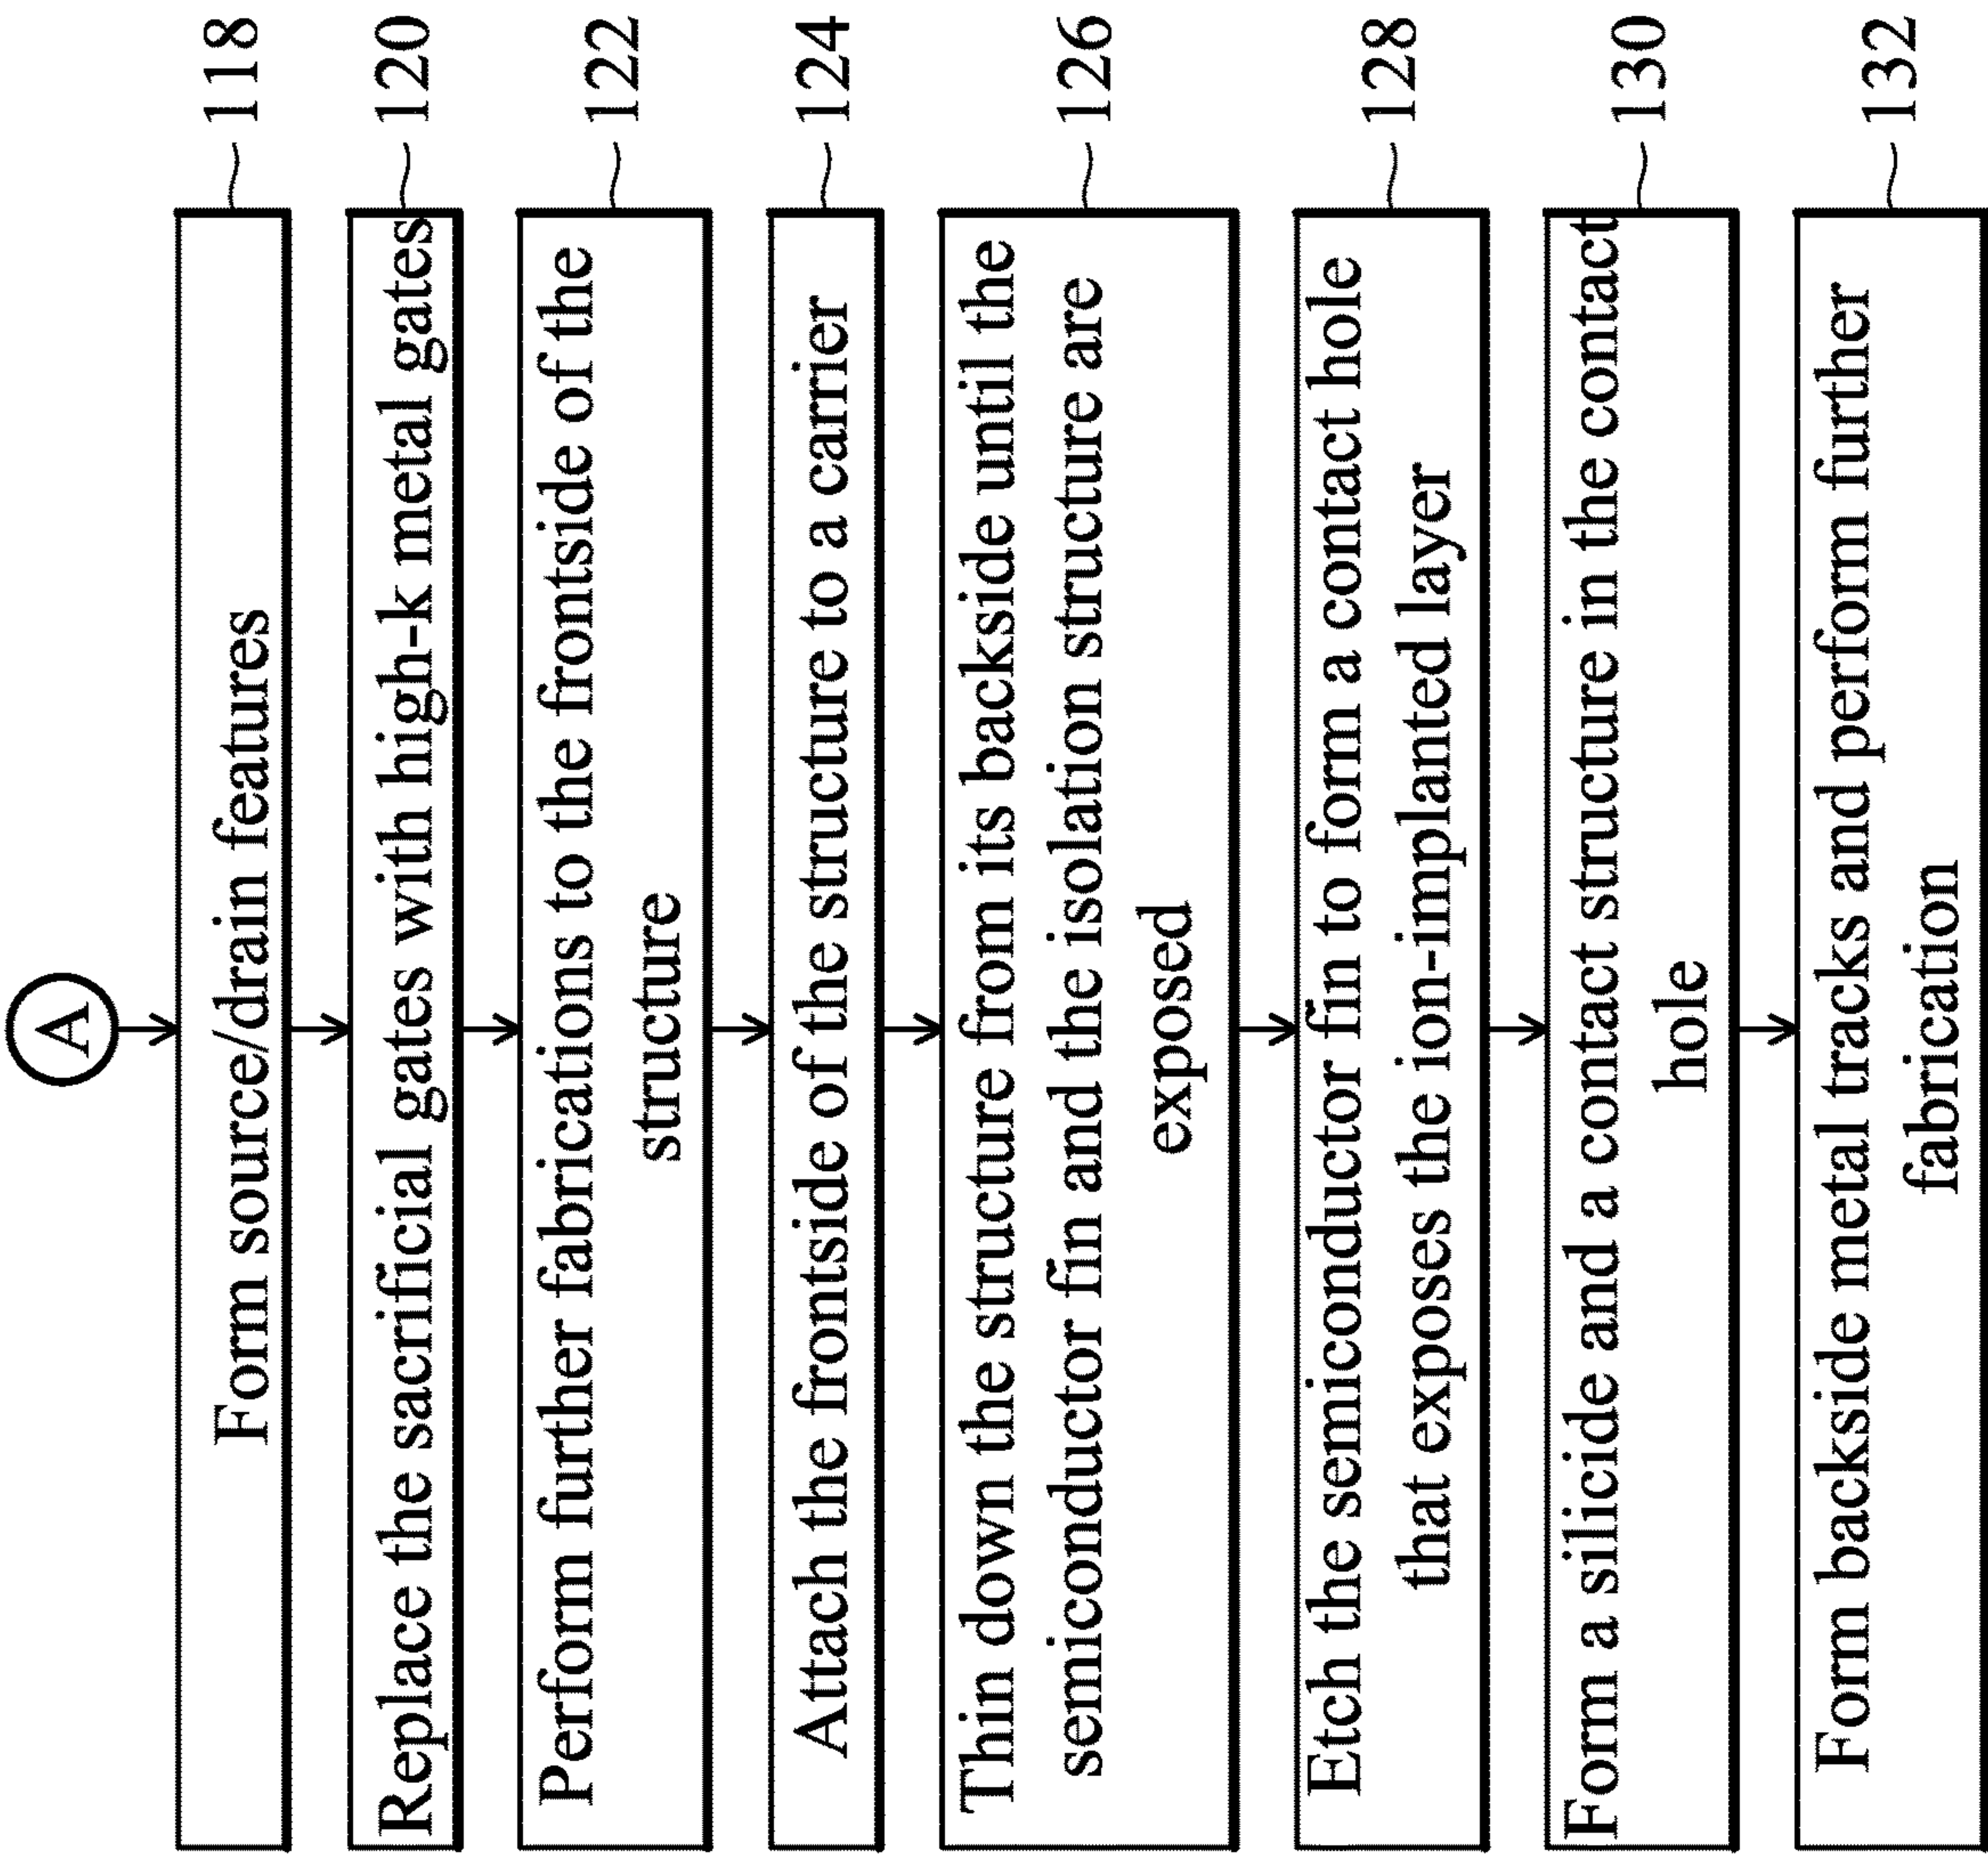 A
Form source/drain features
118
Replace the sacrificial gates with high-k metal gates
120
Perform further fabrications to the frontside of the
structure
122
Attach the frontside of the structure to a carrier
124
Thin down the structure from its backside until the
semiconductor fin and the isolation structure are
exposed
126
Etch the semiconductor fin to form a contact hole
that exposes the ion-implanted layer
128
Form a silicide and a contact structure in the contact
hole
130
Form backside metal tracks and perform further
fabrication
132